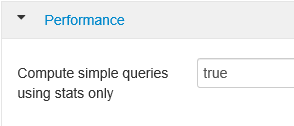 Performance
Compute simple queries
using stats only
true